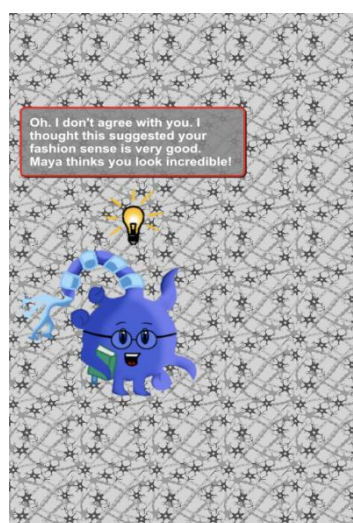 Oh. I don't agree with you. I
thought this suggested your
fashion sense is very good.
Maya thinks you look incredible!